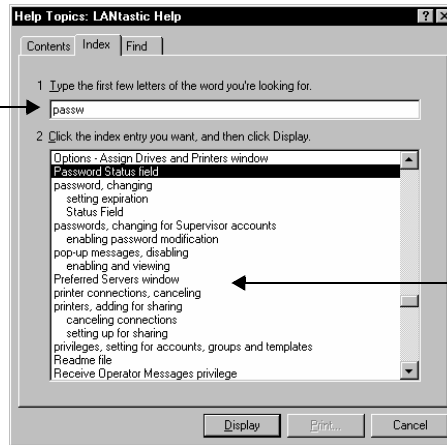 Help Topics: LANtastic Help
Contents Index Find
1 Type the first few letters of the word you're looking for.
passw
2 Click the index entry you want, and then click Display.
Options - Assign Drives and Printers window
Password Status field
password, changing
setting expiration
Status Field
passwords, changing for Supervisor accounts
enabling password modification
pop-up messages, disabling
enabling and viewing
Preferred Servers window
printer connections, canceling
printers, adding for sharing
canceling connections
setting up for sharing
privileges, setting for accounts, groups and templates
Readme file
Receive Operator Messages privilege
Display Print... Cancel